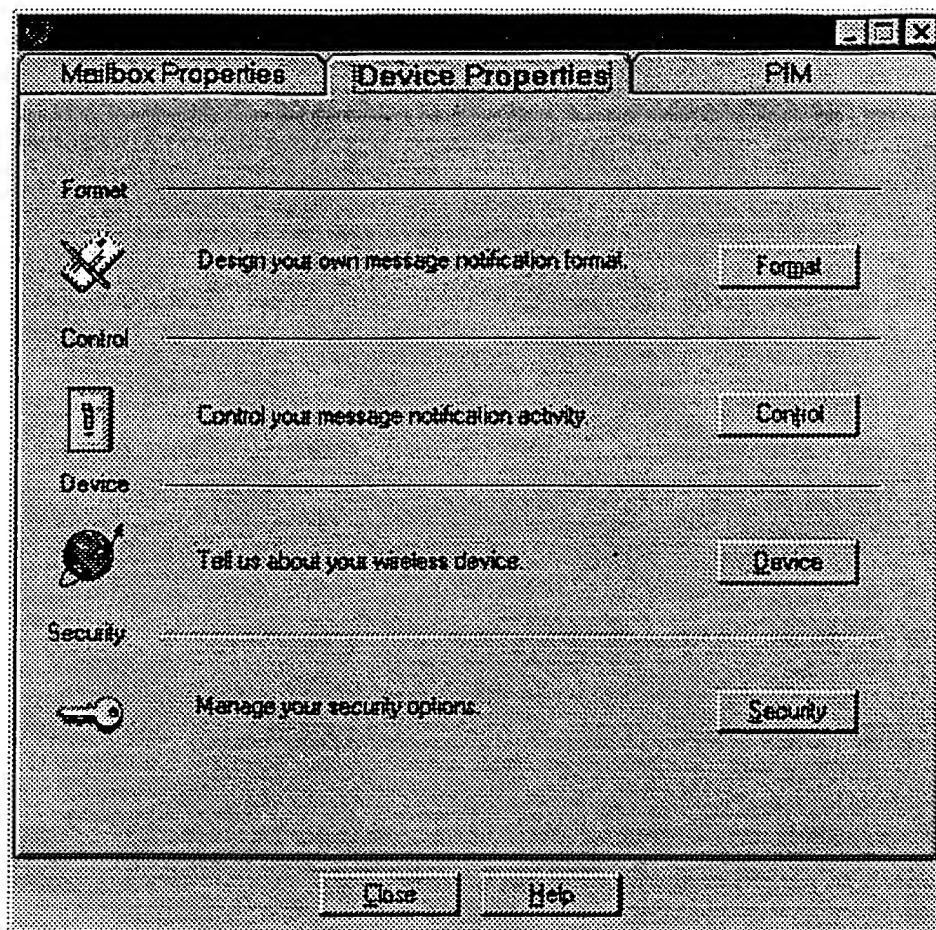 Mailbox Properties Device Properties PIM
Format
Design your own message notification format. Format
Control
Control your message notification activity. Control
Device
Tell us about your wireless device. Device
Security
Manage your security options. Security
Close Help